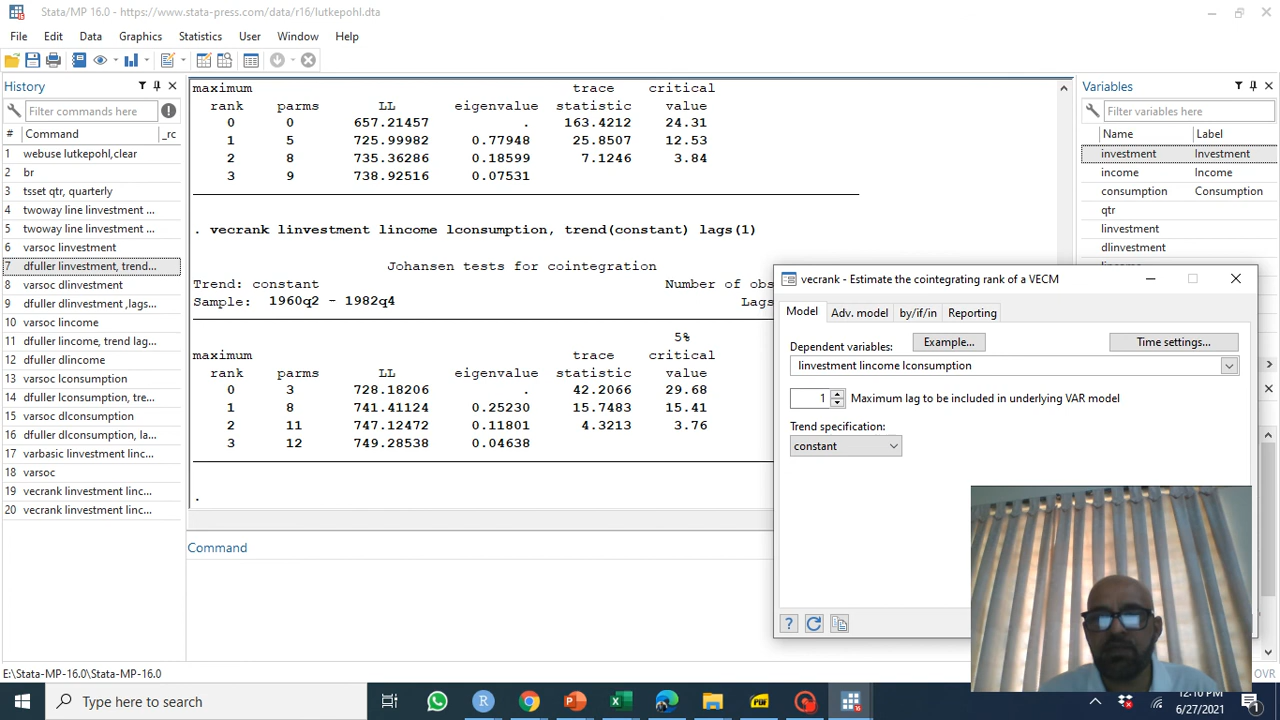 Stata/MP 16.0 - https://www.stata-press.com/data/r16/lutkepohl.dta
File Edit Data Graphics Statistics User Window Help
History
Filter commands here
# Command _rc
1 webuse lutkepohl,clear
2 br
3 tsset qtr, quarterly
4 twoway line linvestment ...
5 twoway line linvestment ...
6 varsoc linvestment
7 dfuller linvestment, trend...
8 varsoc dlinvestment
9 dfuller dlinvestment ,lags...
10 varsoc lincome
11 dfuller lincome, trend lag...
12 dfuller dlincome
13 varsoc lconsumption
14 dfuller lconsumption, tre...
15 varsoc dlconsumption
16 dfuller dlconsumption, la...
17 varbasic linvestment linc...
18 varsoc
19 vecrank linvestment linc...
20 vecrank linvestment linc...
maximum trace critical
rank parms LL eigenvalue statistic value
0 0 657.21457 . 163.4212 24.31
1 5 725.99982 0.77948 25.8507 12.53
2 8 735.36286 0.18599 7.1246 3.84
3 9 738.92516 0.07531
. vecrank linvestment lincome lconsumption, trend(constant) lags(1)
Johansen tests for cointegration
Trend: constant Number of obs
Sample: 1960q2 - 1982q4 Lags
5%
maximum trace critical
rank parms LL eigenvalue statistic value
0 3 728.18206 . 42.2066 29.68
1 8 741.41124 0.25230 15.7483 15.41
2 11 747.12472 0.11801 4.3213 3.76
3 12 749.28538 0.04638
.
Command
Variables
Filter variables here
Name Label
investment Investment
income Income
consumption Consumption
qtr
linvestment
dlinvestment
vecrank - Estimate the cointegrating rank of a VECM
Model Adv. model by/if/in Reporting
Dependent variables: Example... Time settings...
linvestment lincome lconsumption
1 Maximum lag to be included in underlying VAR model
Trend specification:
constant
E:\Stata-MP-16.0\Stata-MP-16.0
OVR
Type here to search
12:10 PM
6/27/2021